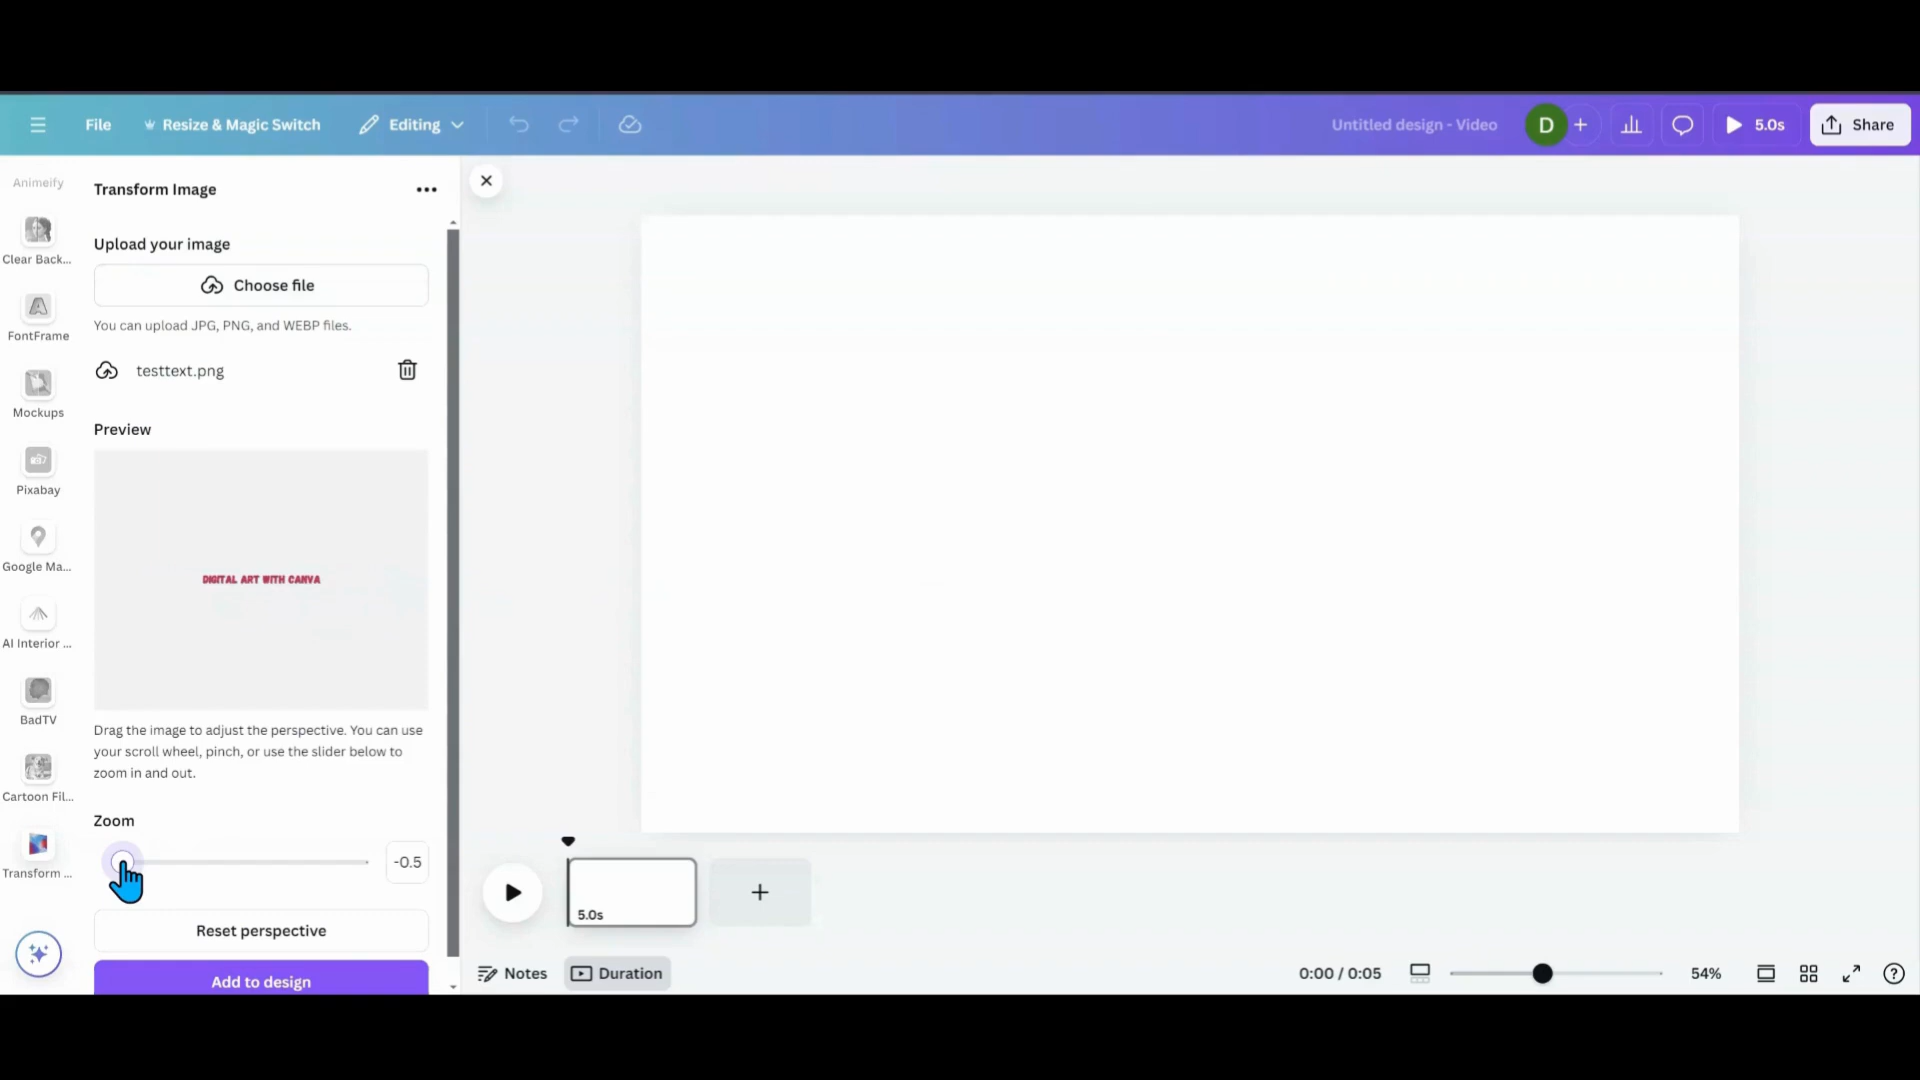 File
Resize & Magic Switch
Editing
Untitled design - Video
D
5.0s
Share
Animeify
Clear Back...
FontFrame
Mockups
Pixabay
Google Ma...
AI Interior ...
BadTV
Cartoon Fil...
Transform ...
Transform Image
Upload your image
Choose file
You can upload JPG, PNG, and WEBP files.
testtext.png
Preview
DIGITAL ART WITH CANVA
Drag the image to adjust the perspective. You can use
your scroll wheel, pinch, or use the slider below to
zoom in and out.
Zoom
-0.5
Reset perspective
Add to design
5.0s
Notes
Duration
0:00 / 0:05
54%